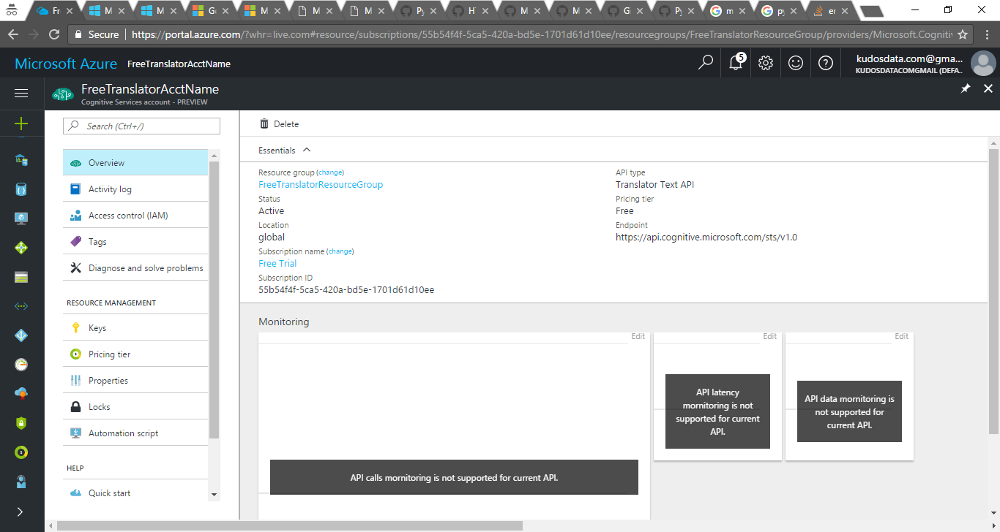 Fr
M
M
Go
M
M
M
Py
H
M
M
Gi
Py
m
py
er
Secure
https://portal.azure.com/?whr=live.com#resource/subscriptions/55b54f4f-5ca5-420a-bd5e-1701d61d10ee/resourcegroups/FreeTranslatorResourceGroup/providers/Microsoft.Cogniti
Microsoft Azure FreeTranslatorAcctName
5
kudosdata.com@gma...
KUDOSDATACOMGMAIL (DEFA...
FreeTranslatorAcctName
Cognitive Services account - PREVIEW
Search (Ctrl+/)
Overview
Activity log
Access control (IAM)
Tags
Diagnose and solve problems
RESOURCE MANAGEMENT
Keys
Pricing tier
Properties
Locks
Automation script
HELP
Quick start
Delete
Essentials
Resource group (change)
FreeTranslatorResourceGroup
Status
Active
Location
global
Subscription name (change)
Free Trial
Subscription ID
55b54f4f-5ca5-420a-bd5e-1701d61d10ee
API type
Translator Text API
Pricing tier
Free
Endpoint
https://api.cognitive.microsoft.com/sts/v1.0
Monitoring
Edit
API calls mornitoring is not supported for current API.
Edit
API latency
mornitoring is not
supported for current
API.
Edit
API data mornitoring is
not supported for
current API.